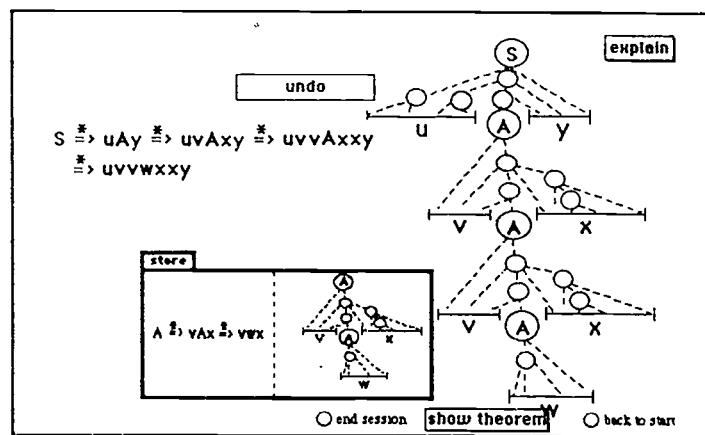 S
explain
undo
u
y
A
S *=> uAy *=> uvAxy *=> uvvAxxy
*=> uvvwxxy
v
x
A
store
A
A *=> vAx *=> vwx
v
x
A
w
v
x
A
w
end session
show theorem
back to start